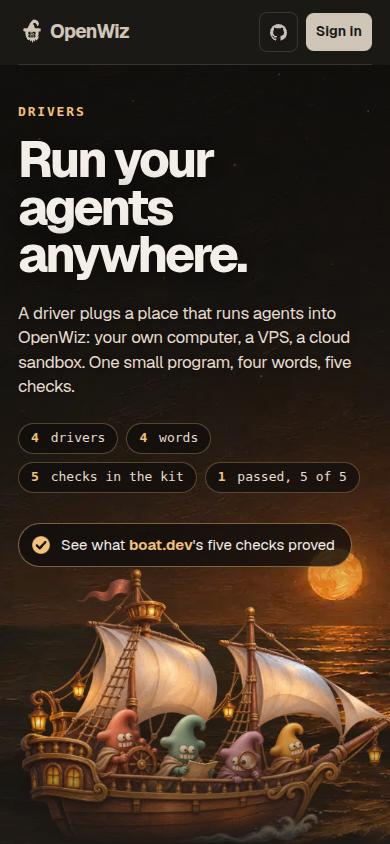 OpenWiz
Sign in
DRIVERS
Run your
agents
anywhere.
A driver plugs a place that runs agents into
OpenWiz: your own computer, a VPS, a cloud
sandbox. One small program, four words, five
checks.
4 drivers
4 words
5 checks in the kit
1 passed, 5 of 5
See what boat.dev's five checks proved